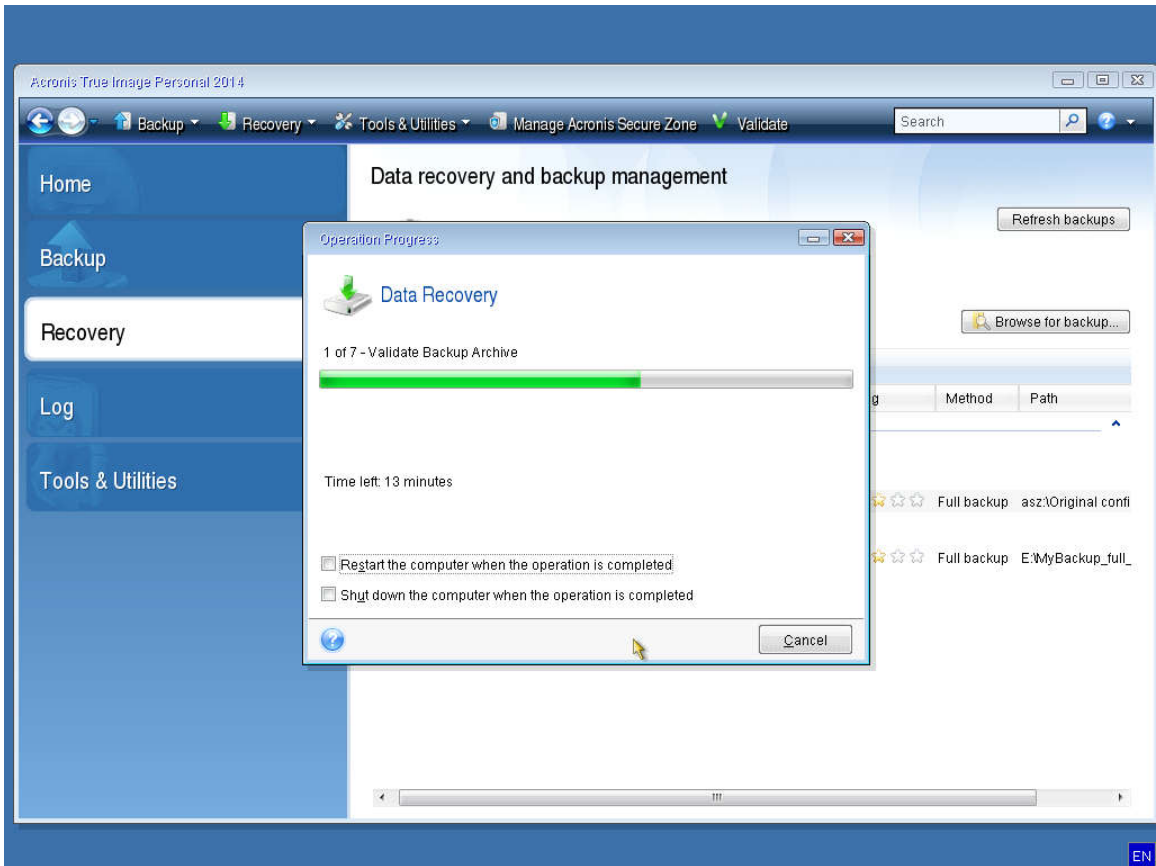 Acronis True Image Personal 2014
Backup Recovery Tools & Utilities Manage Acronis Secure Zone Validate Search
Home
Data recovery and backup management
Refresh backups
Operation Progress
Backup
Data Recovery
Browse for backup...
Recovery
1 of 7 - Validate Backup Archive
g Method Path
Log
Tools & Utilities
Time left: 13 minutes
Full backup asz:\Original confi
Full backup E:\MyBackup_full_
Restart the computer when the operation is completed
Shut down the computer when the operation is completed
Cancel
EN